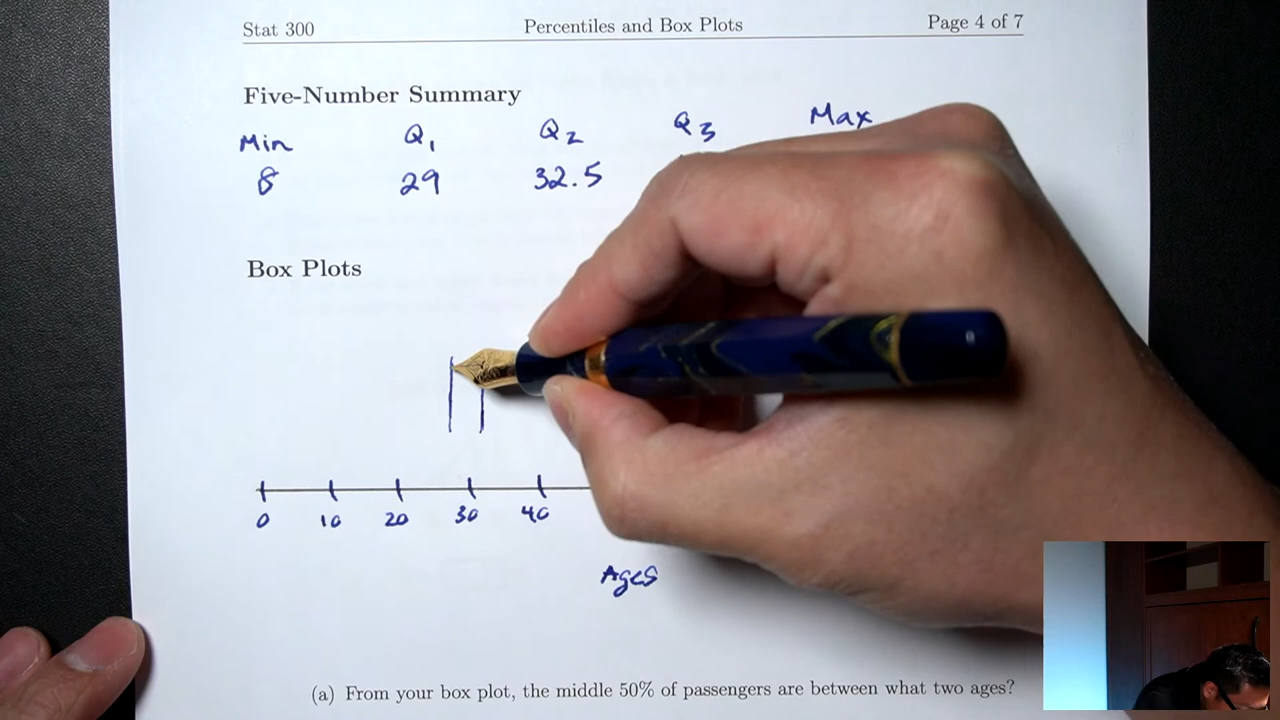 Stat 300 Percentiles and Box Plots Page 4 of 7
Five-Number Summary
Min Q1 Q2 Q3 Max
8 29 32.5
Box Plots
0 10 20 30 40
Ages
(a) From your box plot, the middle 50% of passengers are between what two ages?